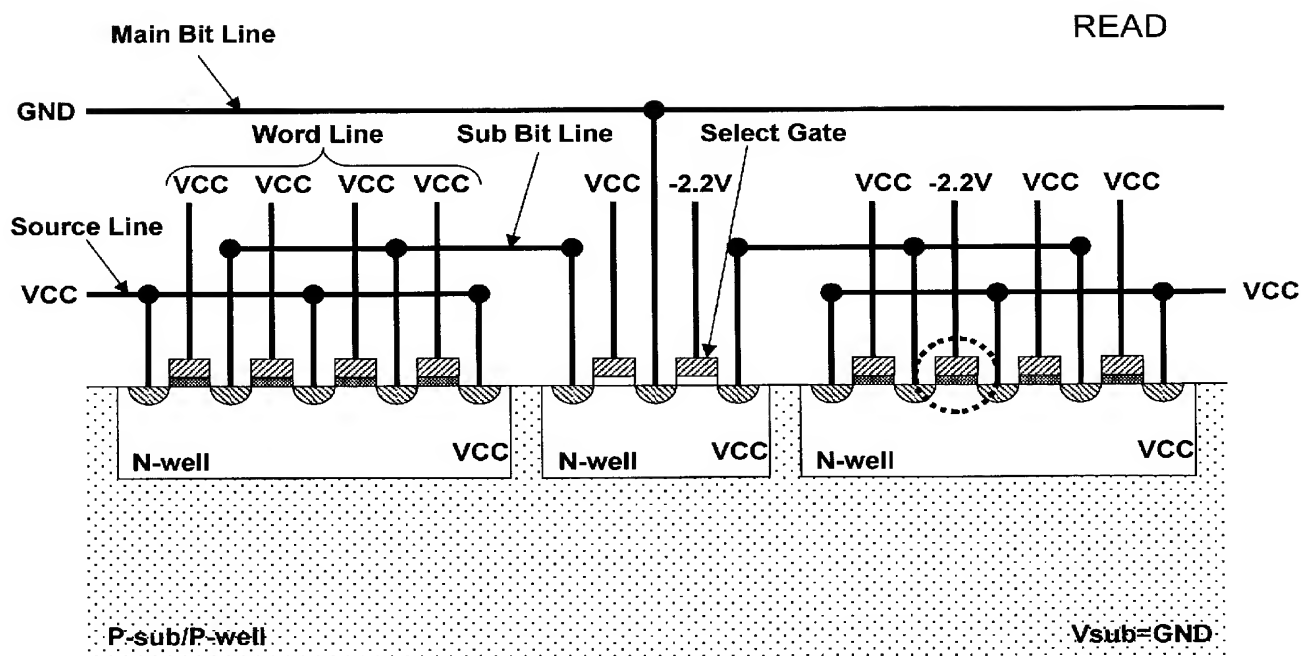 READ
Main Bit Line
GND
Word Line
Sub Bit Line
Select Gate
VCC VCC VCC VCC
VCC -2.2V
VCC -2.2V VCC VCC
Source Line
VCC
VCC
N-well
VCC
N-well
VCC
N-well
VCC
P-sub/P-well
Vsub=GND